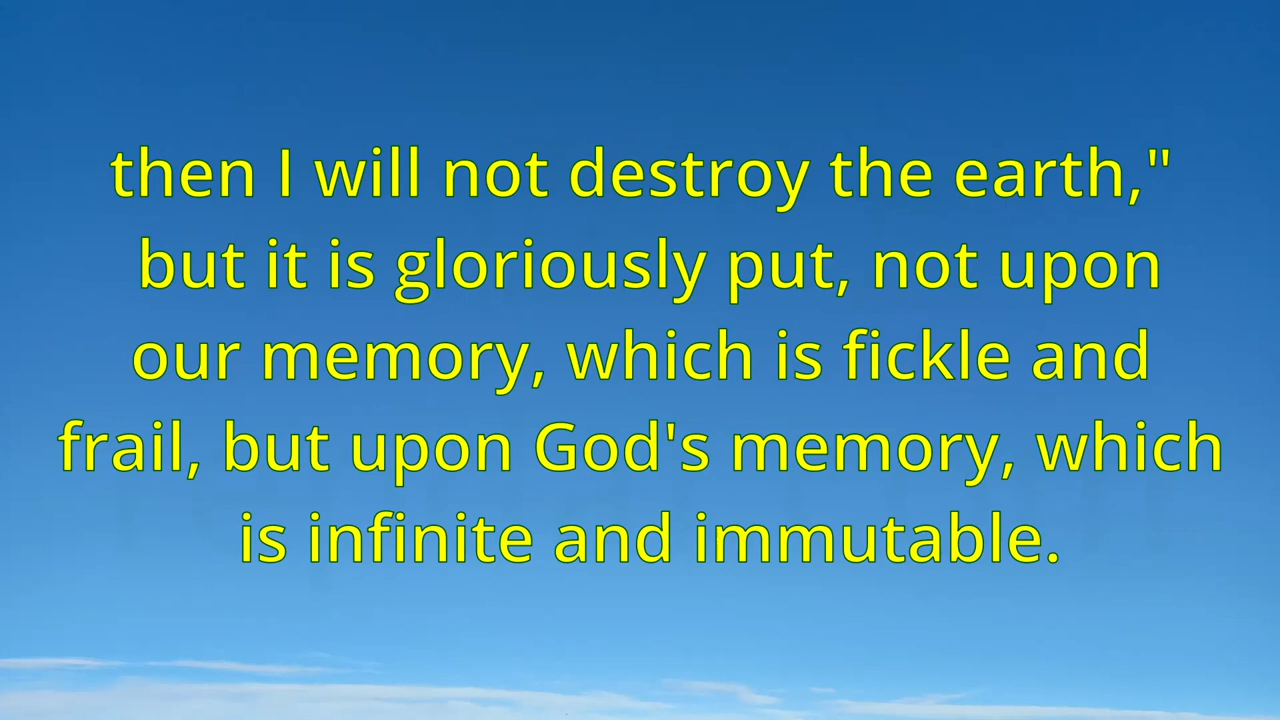 then I will not destroy the earth,"
but it is gloriously put, not upon
our memory, which is fickle and
frail, but upon God's memory, which
is infinite and immutable.